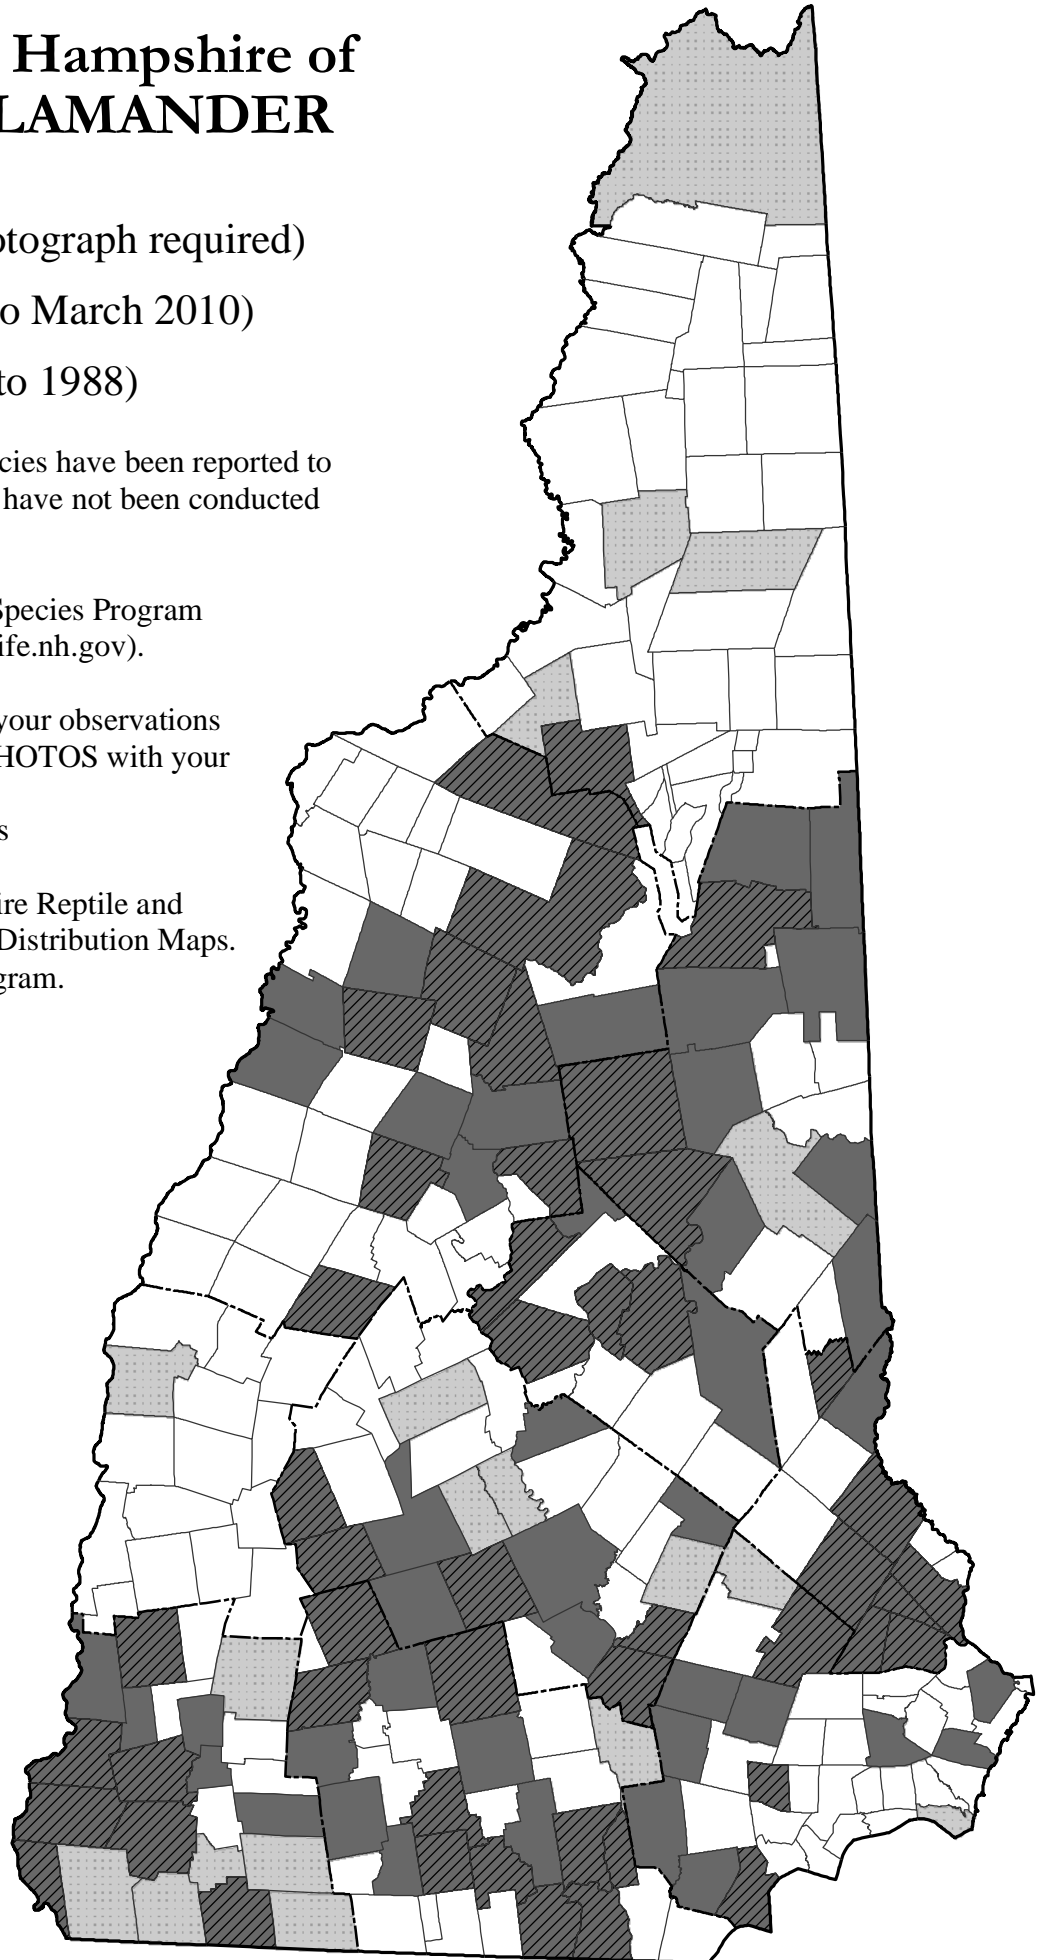 Hampshire of
LAMANDER
otograph required)
o March 2010)
to 1988)
cies have been reported to
have not been conducted
Species Program
ife.nh.gov).
your observations
HOTOS with your
s
ire Reptile and
Distribution Maps.
gram.